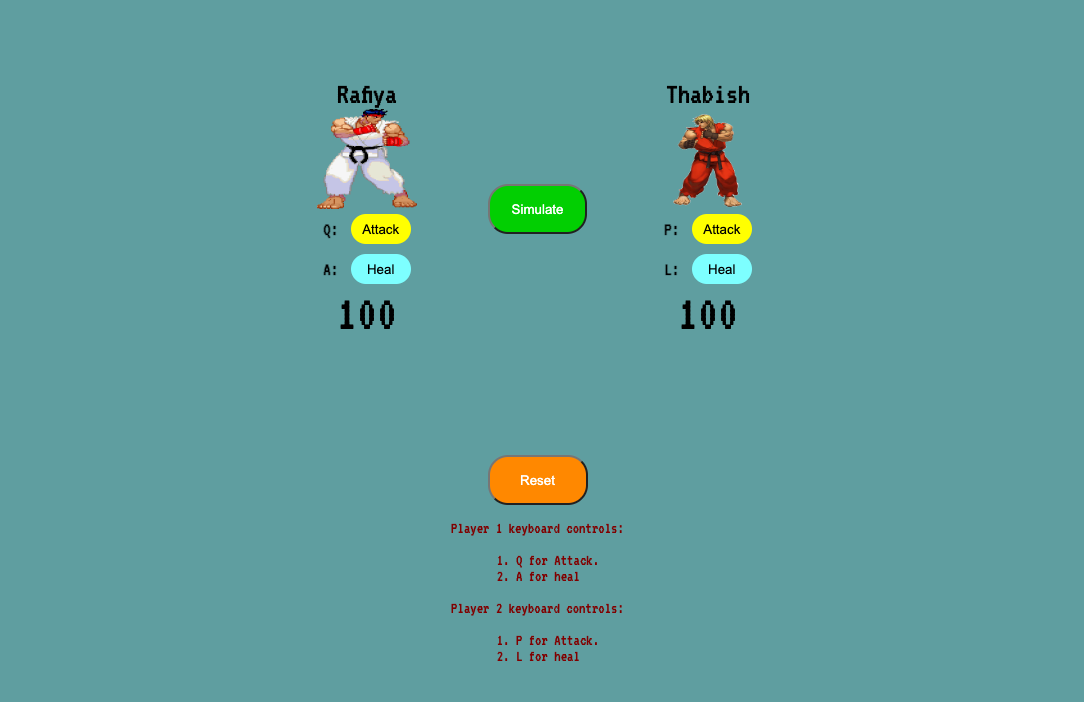 Rafiya
Thabish
Simulate
Q: Attack
P: Attack
A: Heal
L: Heal
100
100
Reset
Player 1 keyboard controls:
1. Q for Attack.
2. A for heal
Player 2 keyboard controls:
1. P for Attack.
2. L for heal